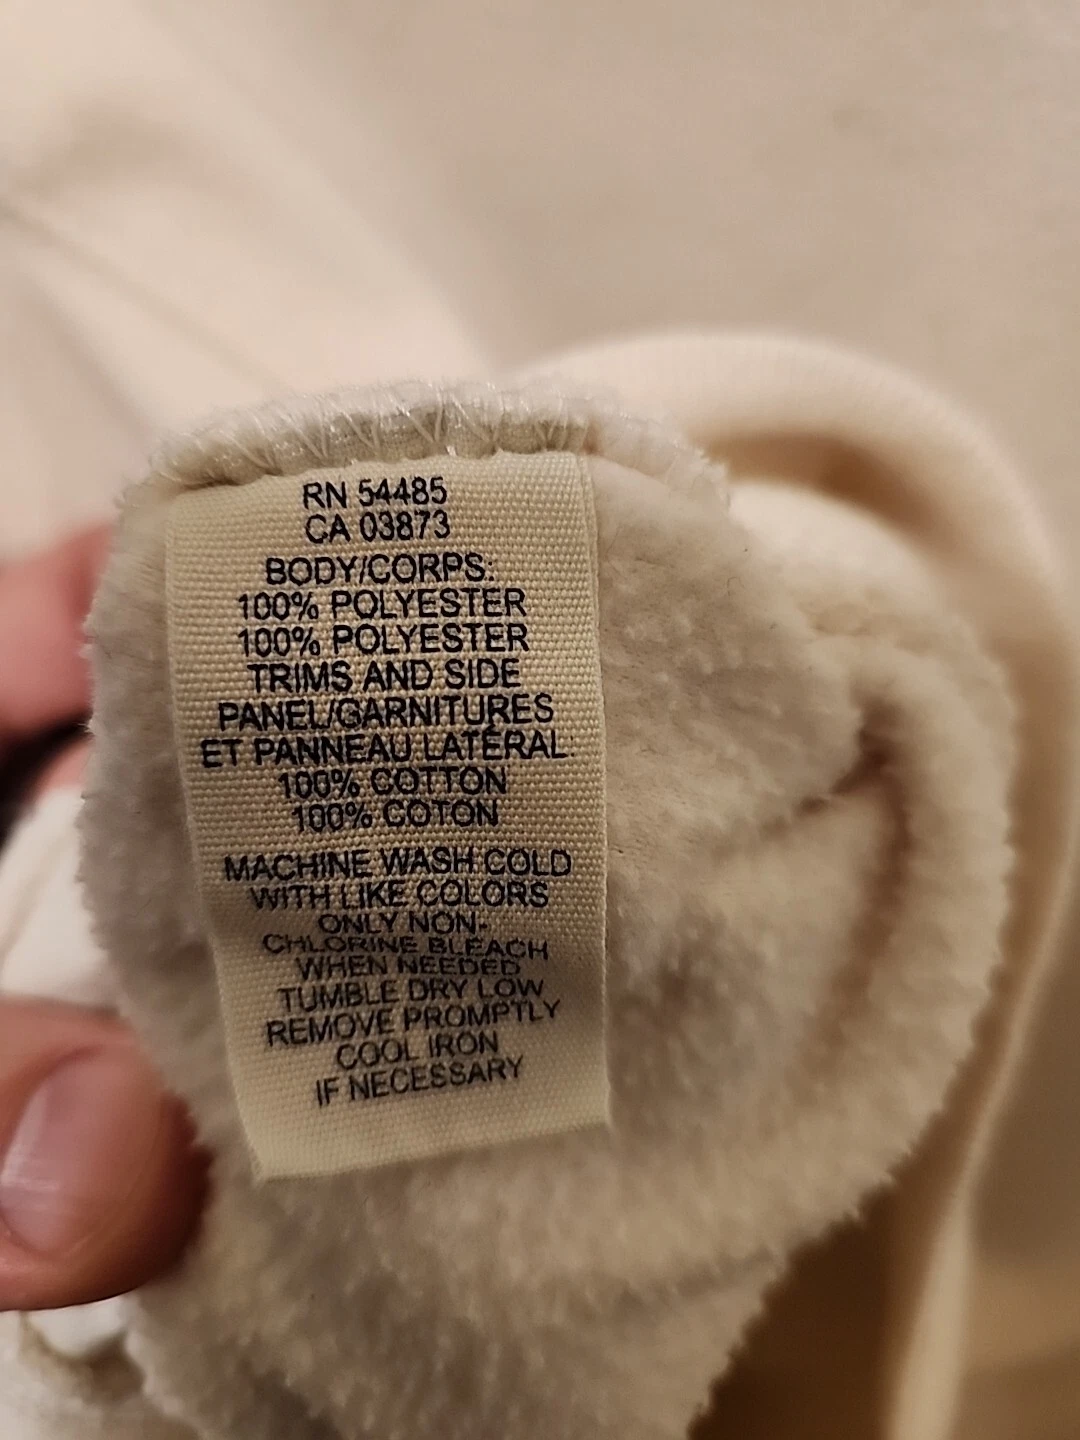 RN 54485
CA 03873
BODY/CORPS:
100% POLYESTER
100% POLYESTER
TRIMS AND SIDE
PANEL/GARNITURES
ET PANNEAU LATÉRAL
100% COTTON
100% COTON
MACHINE WASH COLD
WITH LIKE COLORS
ONLY NON-
CHLORINE BLEACH
WHEN NEEDED
TUMBLE DRY LOW
REMOVE PROMPTLY
COOL IRON
IF NECESSARY